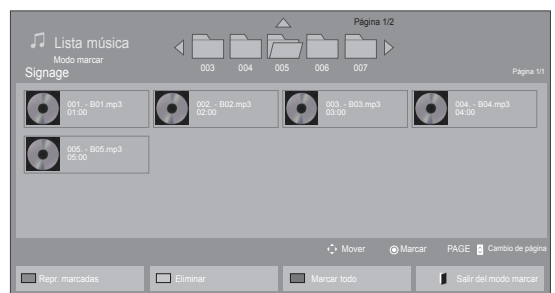 Lista música
Página 1/2
Modo marcar
Signage
003 004 005 006 007
Página 1/1
001. - B01.mp3
01:00
002. - B02.mp3
02:00
003. - B03.mp3
03:00
004. - B04.mp3
04:00
005. - B05.mp3
05:00
Mover Marcar PAGE Cambio de página
Repr. marcadas Eliminar Marcar todo Salir del modo marcar